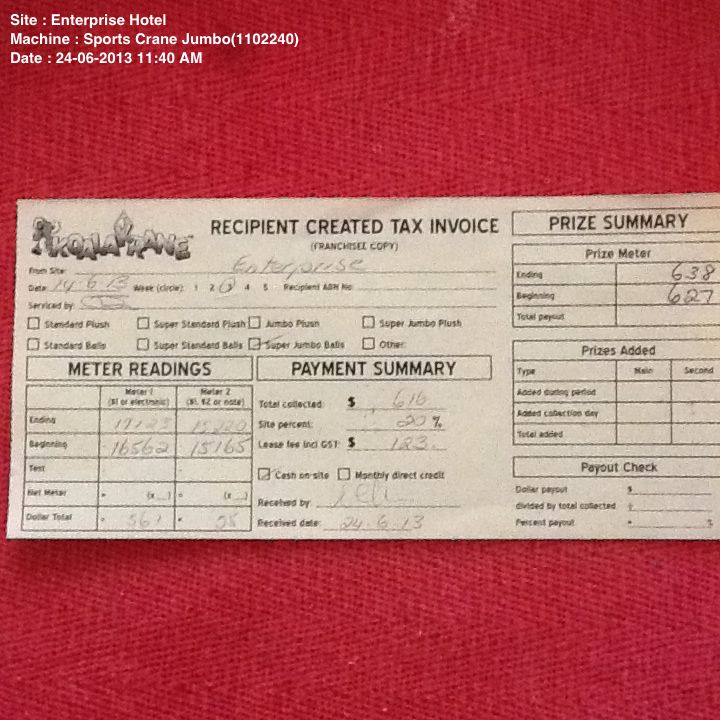 Site : Enterprise Hotel
Machine : Sports Crane Jumbo(1102240)
Date : 24-06-2013 11:40 AM
KOALA KRANE
RECIPIENT CREATED TAX INVOICE
(FRANCHISEE COPY)
From Site: Enterprise
Date: 24.6.13 Week (circle): 1 2 3 4 5 Recipient ABN No:
Serviced by:
Standard Plush Super Standard Plush Jumbo Plush Super Jumbo Plush
Standard Balls Super Standard Balls Super Jumbo Balls Other:
METER READINGS
Meter 1 Meter 2
($1 or electronic) ($1, $2 or note)
Ending 17123 15220
Beginning 16562 15165
Test
Net Meter = (x __) = (x __)
Dollar Total = 561 = 55
PAYMENT SUMMARY
Total collected: $ 616
Site percent: 20 %
Lease fee incl GST: $ 123.
Cash on-site Monthly direct credit
Received by:
Received date: 24.6.13
PRIZE SUMMARY
Prize Meter
Ending 638
Beginning 627
Total payout
Prizes Added
Type Main Second
Added during period
Added collection day
Total added
Payout Check
Dollar payout $
divided by total collected ÷
Percent payout =